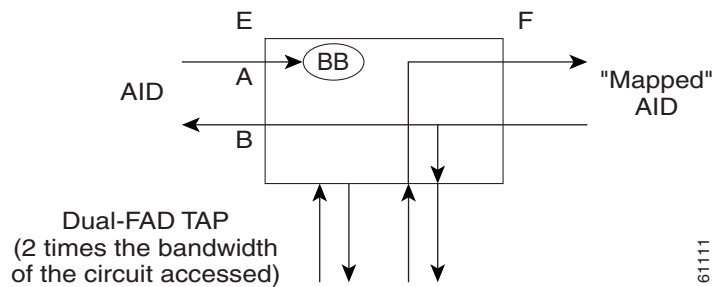 E
F
BB
A
AID
"Mapped"
AID
B
Dual-FAD TAP
(2 times the bandwidth
of the circuit accessed)
61111